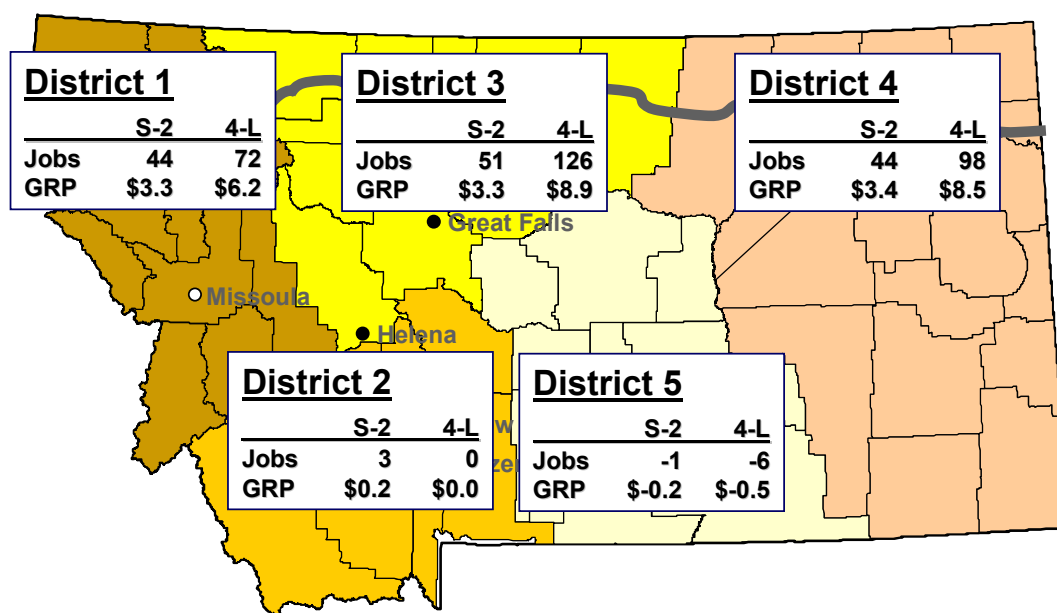 District 1
S-2 4-L
Jobs 44 72
GRP $3.3 $6.2
District 3
S-2 4-L
Jobs 51 126
GRP $3.3 $8.9
District 4
S-2 4-L
Jobs 44 98
GRP $3.4 $8.5
Great Falls
Missoula
Helena
District 2
S-2 4-L
Jobs 3 0
GRP $0.2 $0.0
District 5
S-2 4-L
Jobs -1 -6
GRP $-0.2 $-0.5